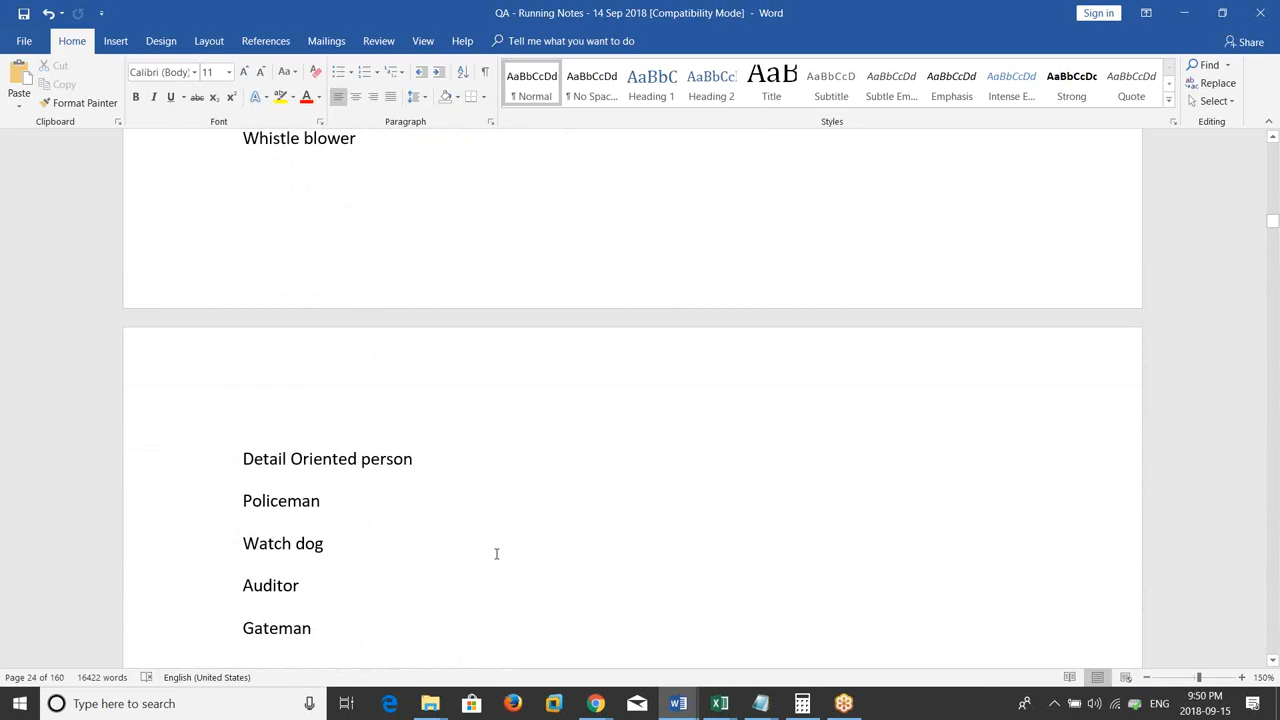 QA - Running Notes - 14 Sep 2018 [Compatibility Mode] - Word
Sign in
File Home Insert Design Layout References Mailings Review View Help Tell me what you want to do Share
Paste
Cut
Copy
Format Painter
Clipboard
Calibri (Body) 11
Font
Paragraph
AaBbCcDd AaBbCcDd AaBbC AaBbCcI AaB AaBbCcD AaBbCcDd AaBbCcDd AaBbCcDd AaBbCcDc AaBbCcDd
¶ Normal ¶ No Spac... Heading 1 Heading 2 Title Subtitle Subtle Em... Emphasis Intense E... Strong Quote
Styles
Find
Replace
Select
Editing
Whistle blower
Detail Oriented person
Policeman
Watch dog
Auditor
Gateman
Page 24 of 160 16422 words English (United States) 150%
Type here to search
ENG
9:50 PM
2018-09-15